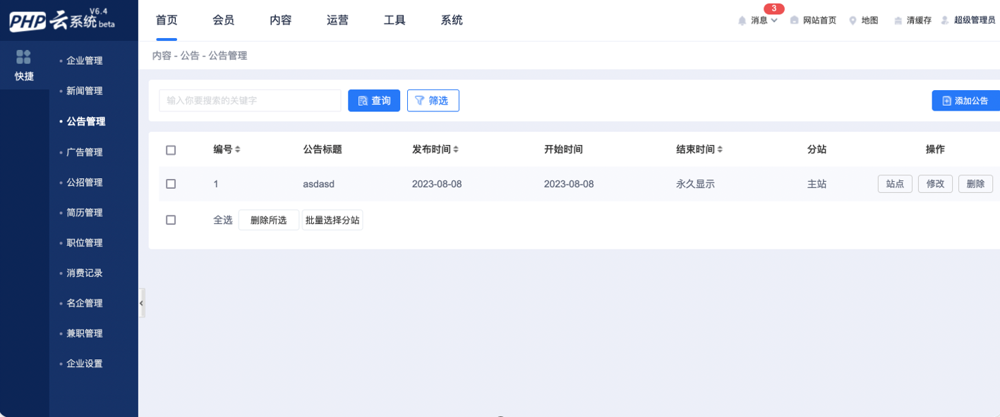 PHP云系统 V6.4 beta
首页 会员 内容 运营 工具 系统
消息 3 网站首页 地图 清缓存 超级管理员
快捷
企业管理
新闻管理
公告管理
广告管理
公招管理
简历管理
职位管理
消费记录
名企管理
兼职管理
企业设置
内容 - 公告 - 公告管理
输入你要搜索的关键字 查询 筛选 添加公告
编号 公告标题 发布时间 开始时间 结束时间 分站 操作
1 asdasd 2023-08-08 2023-08-08 永久显示 主站 站点 修改 删除
全选 删除所选 批量选择分站